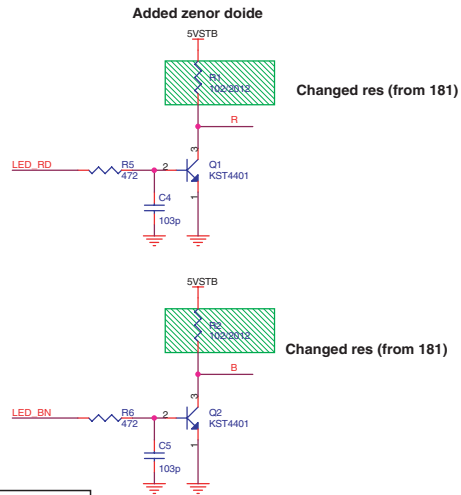 Added zenor doide
5VSTB
R1
102/2012
Changed res (from 181)
R
3
LED_RD
R5
472
2
Q1
KST4401
1
C4
103p
5VSTB
R2
102/2012
Changed res (from 181)
B
3
LED_BN
R6
472
2
Q2
KST4401
1
C5
103p